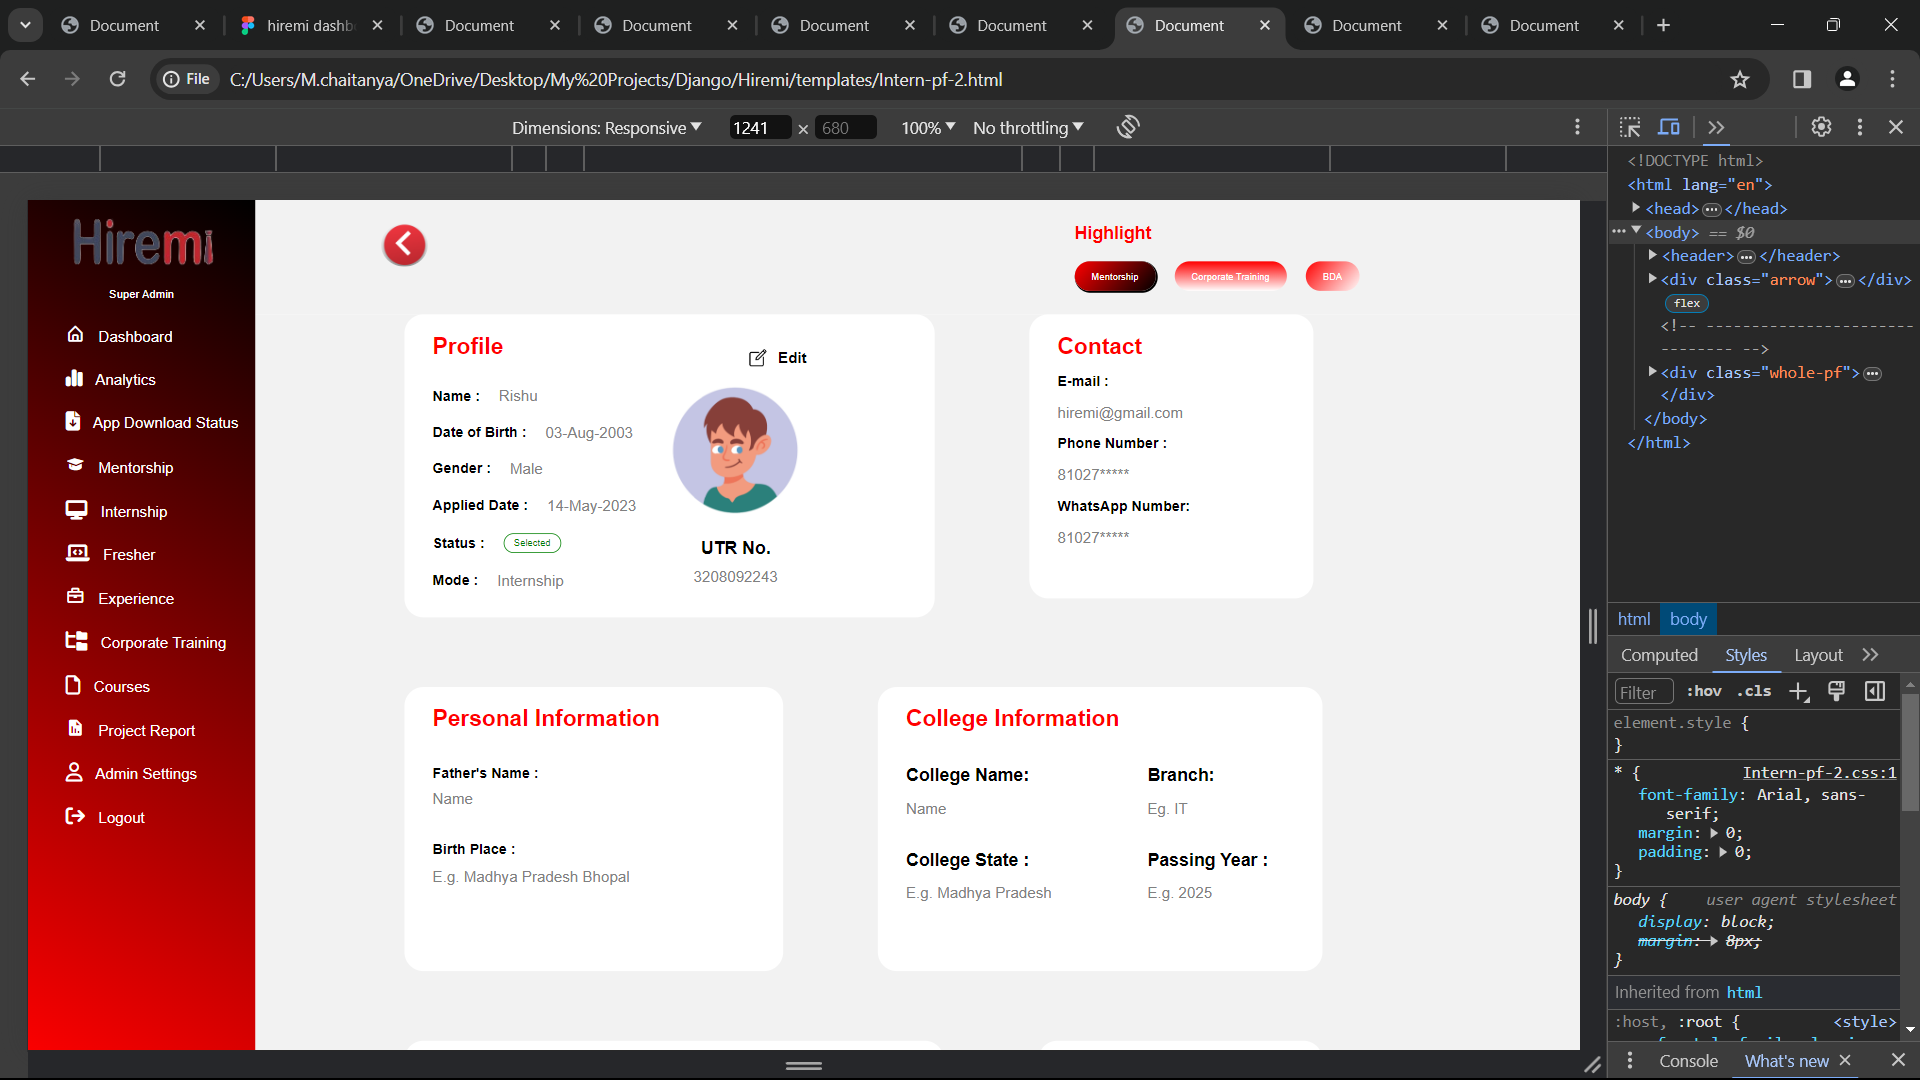 Document
hiremi dashb
Document
Document
Document
Document
Document
Document
Document
File
C:/Users/M.chaitanya/OneDrive/Desktop/My%20Projects/Django/Hiremi/templates/Intern-pf-2.html
Dimensions: Responsive
1241
×
680
100%
No throttling
Hiremi
Super Admin
Dashboard
Analytics
App Download Status
Mentorship
Internship
Fresher
Experience
Corporate Training
Courses
Project Report
Admin Settings
Logout
Highlight
Mentorship
Corporate Training
BDA
Profile
Edit
Name :
Rishu
Date of Birth :
03-Aug-2003
Gender :
Male
Applied Date :
14-May-2023
Status :
Selected
Mode :
Internship
UTR No.
3208092243
Contact
E-mail :
hiremi@gmail.com
Phone Number :
81027*****
WhatsApp Number:
81027*****
Personal Information
Father's Name :
Name
Birth Place :
E.g. Madhya Pradesh Bhopal
College Information
College Name:
Branch:
Name
Eg. IT
College State :
Passing Year :
E.g. Madhya Pradesh
E.g. 2025
<!DOCTYPE html>
<html lang="en">
<head> ••• </head>
<body> == $0
<header> ••• </header>
<div class="arrow"> ••• </div>
flex
<!-- -----------------------
-------- -->
<div class="whole-pf"> •••
</div>
</body>
</html>
html
body
Computed
Styles
Layout
Filter
:hov
.cls
element.style {
}
* {
Intern-pf-2.css:1
font-family: Arial, sans-
serif;
margin: 0;
padding: 0;
}
body {
user agent stylesheet
display: block;
margin: 8px;
}
Inherited from html
:host, :root {
<style>
Console
What's new